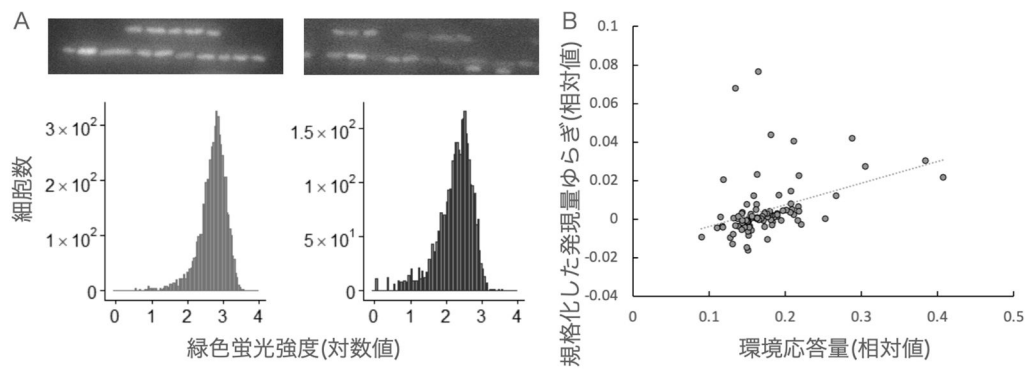 A
3×10²
2×10²
1×10²
0
0 1 2 3 4
細胞数
1.5×10²
1×10²
5×10¹
0
0 1 2 3 4
緑色蛍光強度(対数値)
B
0.1
0.08
0.06
0.04
0.02
0
-0.02
-0.04
0 0.1 0.2 0.3 0.4 0.5
規格化した発現量ゆらぎ(相対値)
環境応答量(相対値)